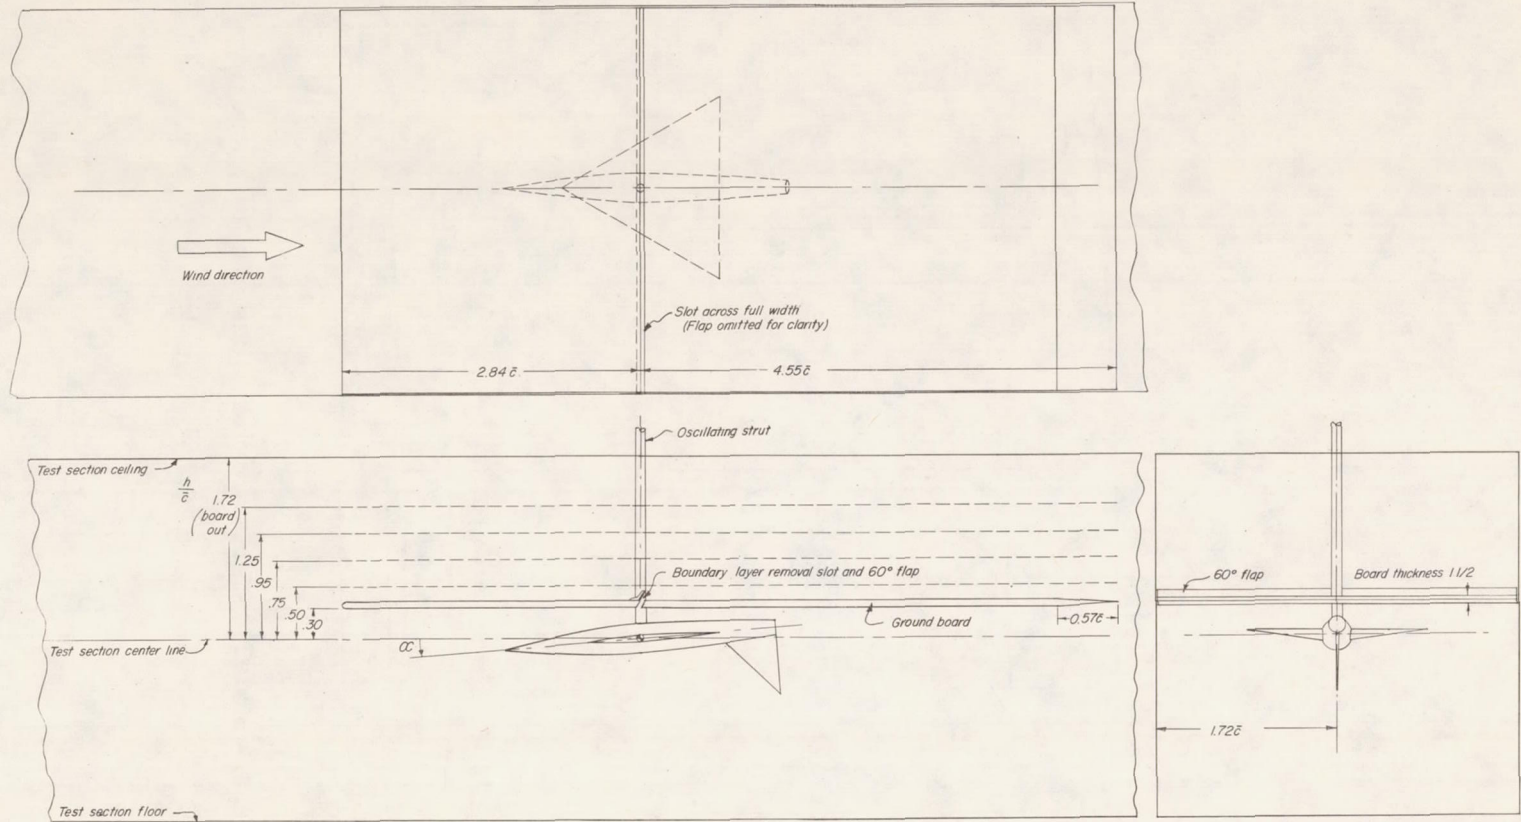 Wind direction
Slot across full width
(Flap omitted for clarity)
2.84c̄
4.55c̄
Oscillating strut
Test section ceiling
h/c̄
1.72
(board
out)
1.25
.95
.75
.50
.30
Boundary layer removal slot and 60° flap
Ground board
0.57c̄
Test section center line
α
Test section floor
60° flap
Board thickness 1 1/2
1.72c̄